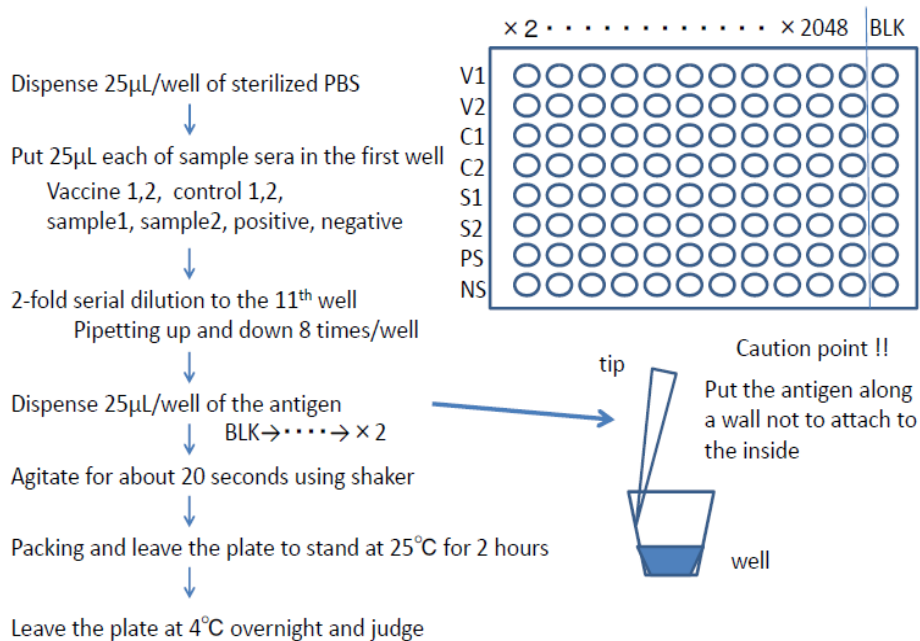 Dispense 25μL/well of sterilized PBS
Put 25μL each of sample sera in the first well
Vaccine 1,2, control 1,2,
sample1, sample2, positive, negative
2-fold serial dilution to the 11th well
Pipetting up and down 8 times/well
Dispense 25μL/well of the antigen
BLK→････→×2
Agitate for about 20 seconds using shaker
Packing and leave the plate to stand at 25℃ for 2 hours
Leave the plate at 4℃ overnight and judge
×2････････････×2048 BLK
V1
V2
C1
C2
S1
S2
PS
NS
Caution point !!
tip
Put the antigen along
a wall not to attach to
the inside
well